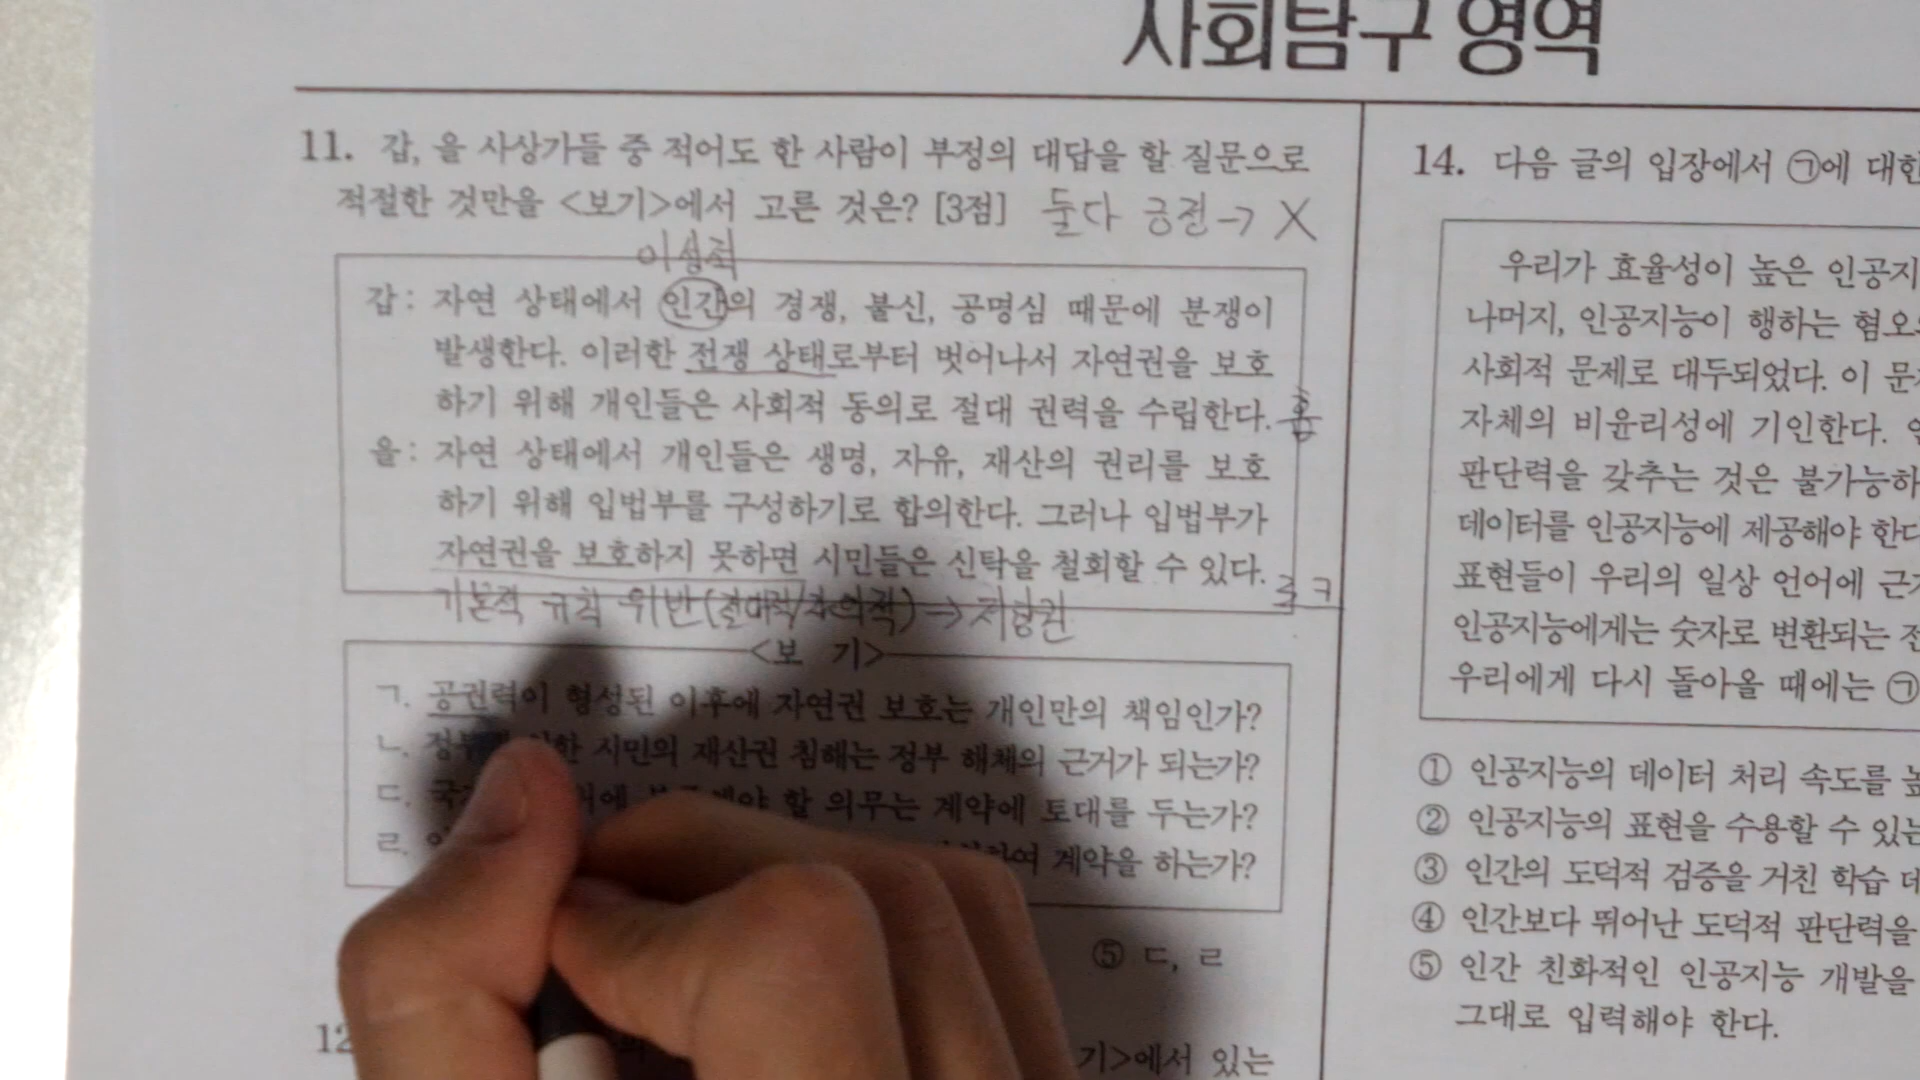 사회탐구 영역
11. 갑, 을 사상가들 중 적어도 한 사람이 부정의 대답을 할 질문으로
적절한 것만을 <보기>에서 고른 것은? [3점] 둘다 긍정→ X
이성적
갑: 자연 상태에서 인간의 경쟁, 불신, 공명심 때문에 분쟁이
발생한다. 이러한 전쟁 상태로부터 벗어나서 자연권을 보호
하기 위해 개인들은 사회적 동의로 절대 권력을 수립한다. 홉
을: 자연 상태에서 개인들은 생명, 자유, 재산의 권리를 보호
하기 위해 입법부를 구성하기로 합의한다. 그러나 입법부가
자연권을 보호하지 못하면 시민들은 신탁을 철회할 수 있다. 로크
기본적 규칙 위반(절대적/자의적)→저항권
<보 기>
ㄱ. 공권력이 형성된 이후에 자연권 보호는 개인만의 책임인가?
ㄴ. 시민의 재산권 침해는 정부 해체의 근거가 되는가?
ㄷ. 할 의무는 계약에 토대를 두는가?
ㄹ. 계약을 하는가?
⑤ ㄷ, ㄹ
12
기>에서 있는
14. 다음 글의 입장에서 ㉠에 대한
우리가 효율성이 높은 인공지
나머지, 인공지능이 행하는 혐오
사회적 문제로 대두되었다. 이 문
자체의 비윤리성에 기인한다.
판단력을 갖추는 것은 불가능하
데이터를 인공지능에 제공해야 한다
표현들이 우리의 일상 언어에 근거
인공지능에게는 숫자로 변환되는
우리에게 다시 돌아올 때에는 ㉠
① 인공지능의 데이터 처리 속도를
② 인공지능의 표현을 수용할 수 있는
③ 인간의 도덕적 검증을 거친 학습 데
④ 인간보다 뛰어난 도덕적 판단력을
⑤ 인간 친화적인 인공지능 개발을
그대로 입력해야 한다.